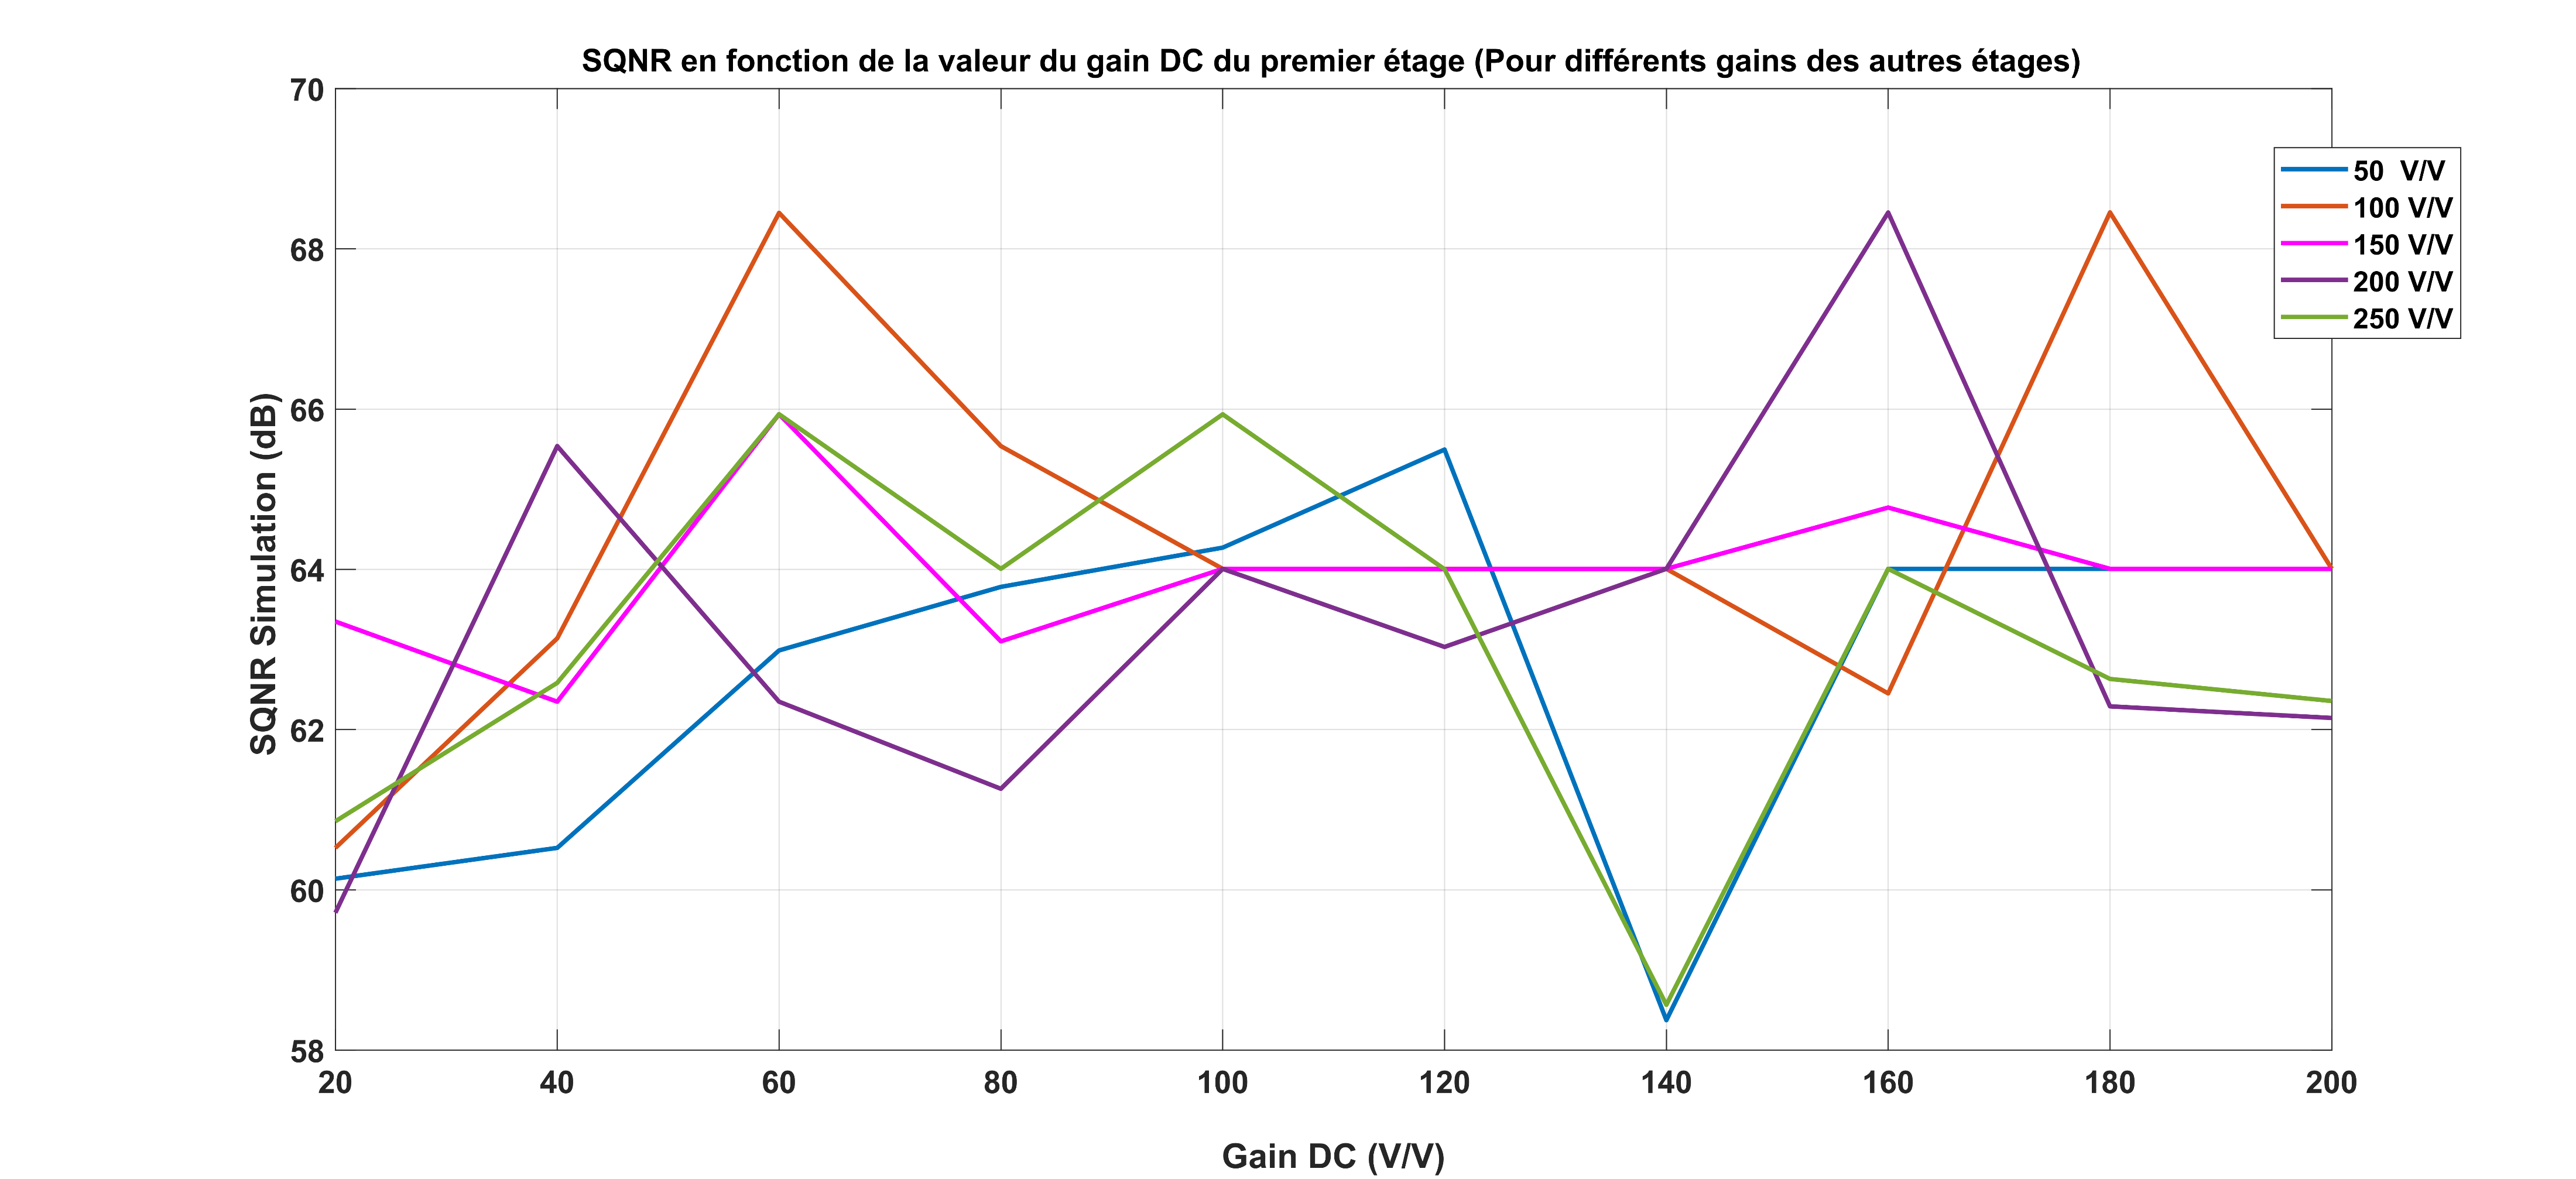 SQNR en fonction de la valeur du gain DC du premier étage (Pour différents gains des autres étages)
70
68
66
64
62
60
58
SQNR Simulation (dB)
50 V/V
100 V/V
150 V/V
200 V/V
250 V/V
20 40 60 80 100 120 140 160 180 200
Gain DC (V/V)